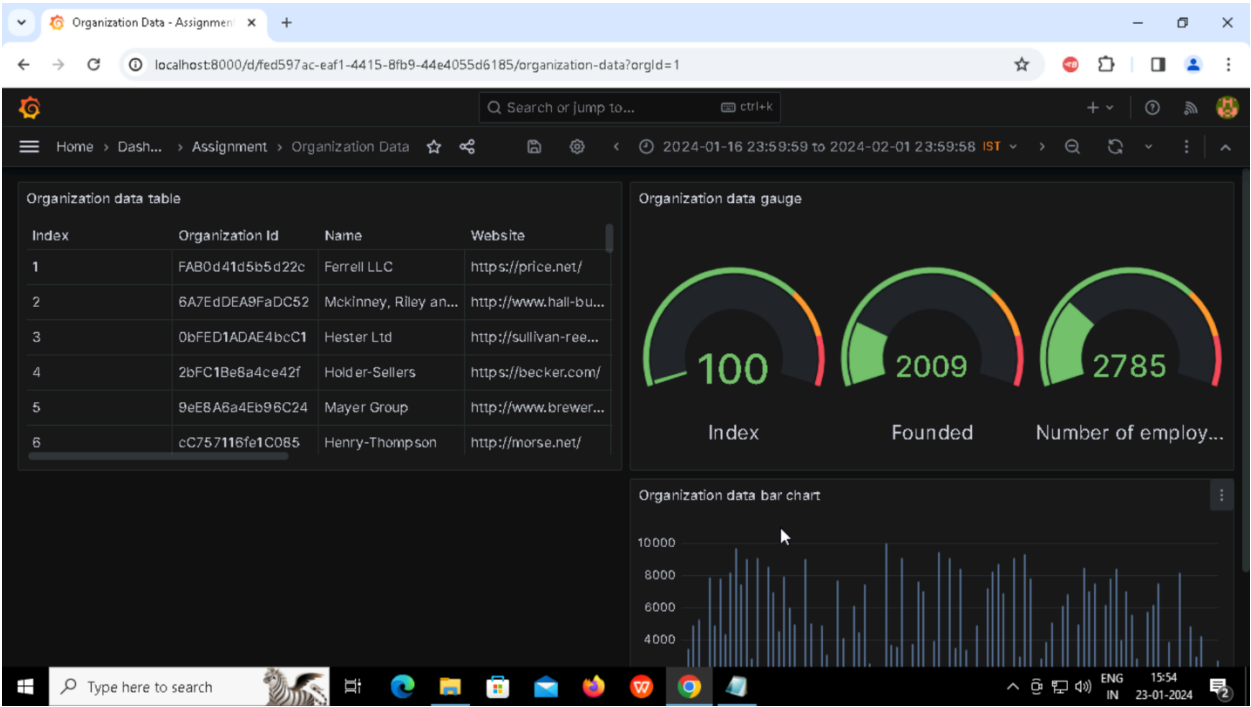 Organization Data - Assignmen
localhost:8000/d/fed597ac-eaf1-4415-8fb9-44e4055d6185/organization-data?orgId=1
Search or jump to... ctrl+k
Home › Dash... › Assignment › Organization Data 2024-01-16 23:59:59 to 2024-02-01 23:59:58 IST
Organization data table
Index Organization Id Name Website
1 FAB0d41d5b5d22c Ferrell LLC https://price.net/
2 6A7EdDEA9FaDC52 Mckinney, Riley an... http://www.hall-bu...
3 0bFED1ADAE4bcC1 Hester Ltd http://sullivan-ree...
4 2bFC1Be8a4ce42f Holder-Sellers https://becker.com/
5 9eE8A6a4Eb96C24 Mayer Group http://www.brewer...
6 cC757116fe1C085 Henry-Thompson http://morse.net/
Organization data gauge
100 2009 2785
Index Founded Number of employ...
Organization data bar chart
10000
8000
6000
4000
Type here to search
ENG 15:54
IN 23-01-2024 2